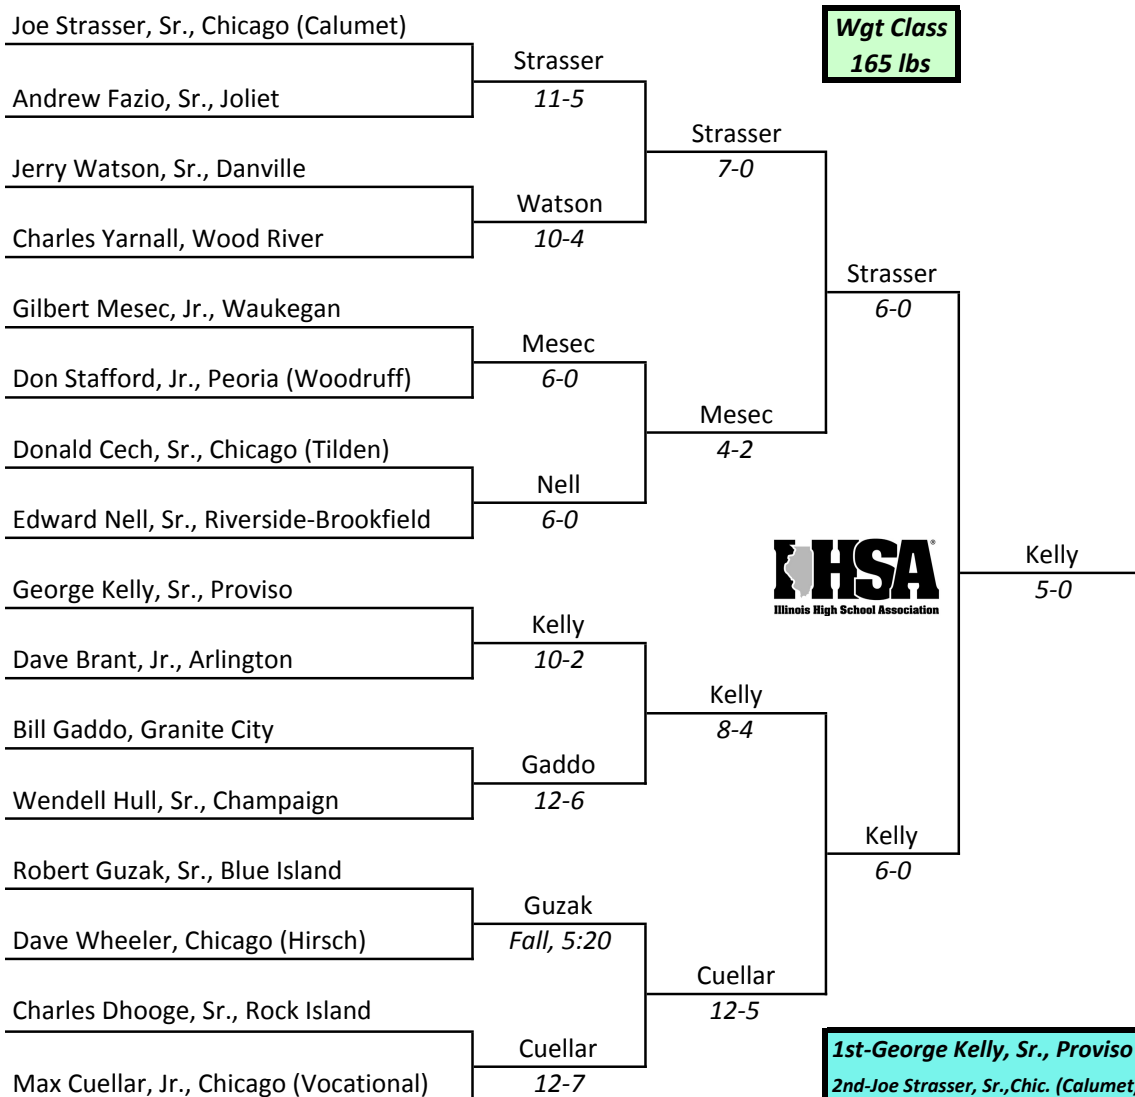 Joe Strasser, Sr., Chicago (Calumet)
Wgt Class
165 lbs
Strasser
11-5
Andrew Fazio, Sr., Joliet
Strasser
7-0
Jerry Watson, Sr., Danville
Watson
10-4
Charles Yarnall, Wood River
Strasser
6-0
Gilbert Mesec, Jr., Waukegan
Mesec
6-0
Don Stafford, Jr., Peoria (Woodruff)
Mesec
4-2
Donald Cech, Sr., Chicago (Tilden)
Nell
6-0
Edward Nell, Sr., Riverside-Brookfield
IHSA
Illinois High School Association
Kelly
5-0
George Kelly, Sr., Proviso
Kelly
10-2
Dave Brant, Jr., Arlington
Kelly
8-4
Bill Gaddo, Granite City
Gaddo
12-6
Wendell Hull, Sr., Champaign
Kelly
6-0
Robert Guzak, Sr., Blue Island
Guzak
Fall, 5:20
Dave Wheeler, Chicago (Hirsch)
Cuellar
12-5
Charles Dhooge, Sr., Rock Island
Cuellar
12-7
Max Cuellar, Jr., Chicago (Vocational)
1st-George Kelly, Sr., Proviso
2nd-Joe Strasser, Sr.,Chic. (Calumet)